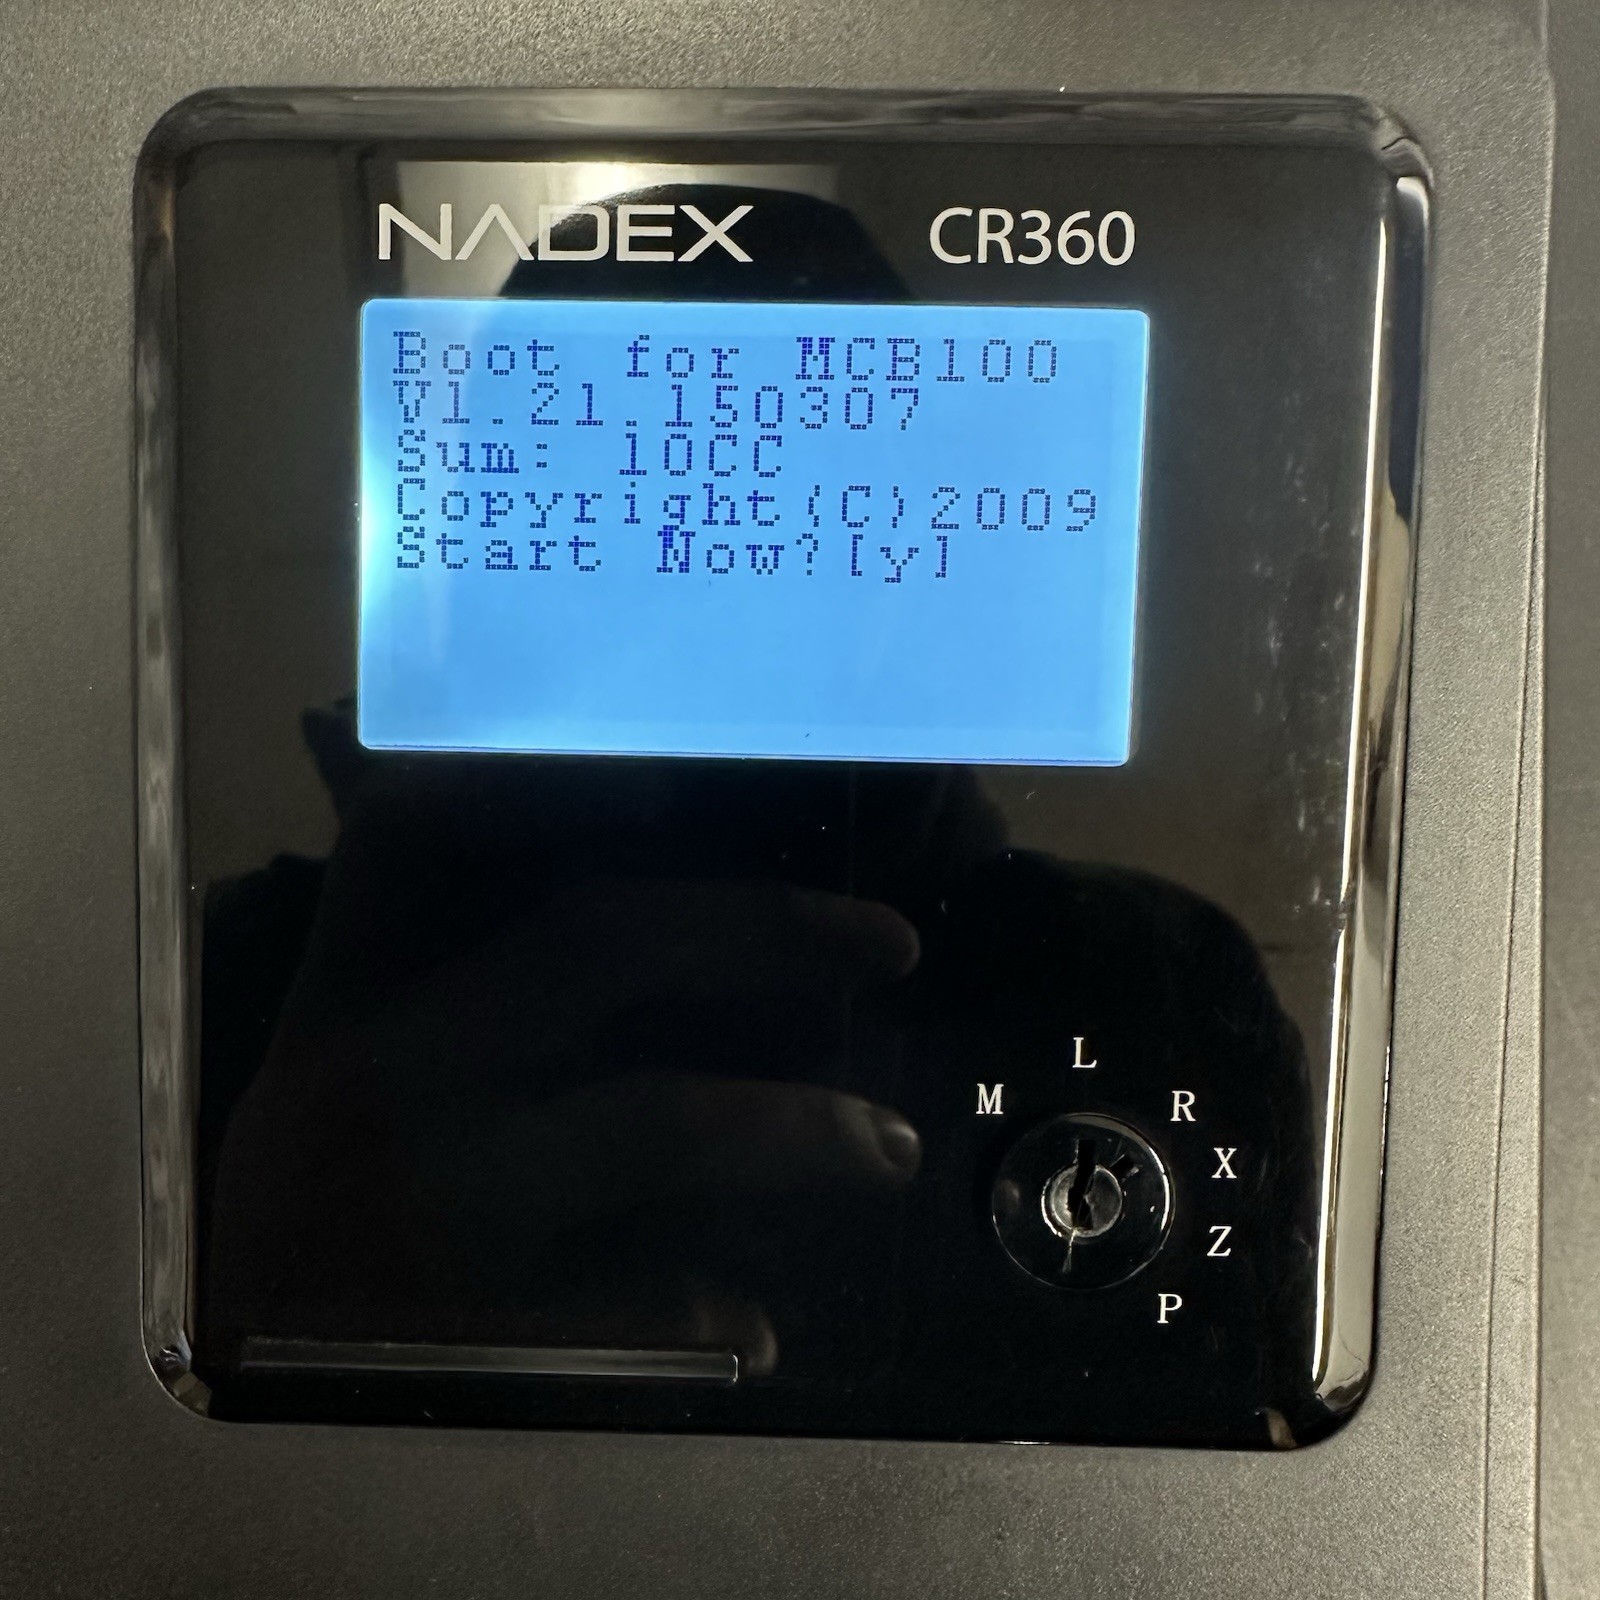 NADEX CR360
Boot for MCB100
V1.21.150307
Sum: 10CC
Copyright(C)2009
Start Now?[y]
L
M
R
X
Z
P